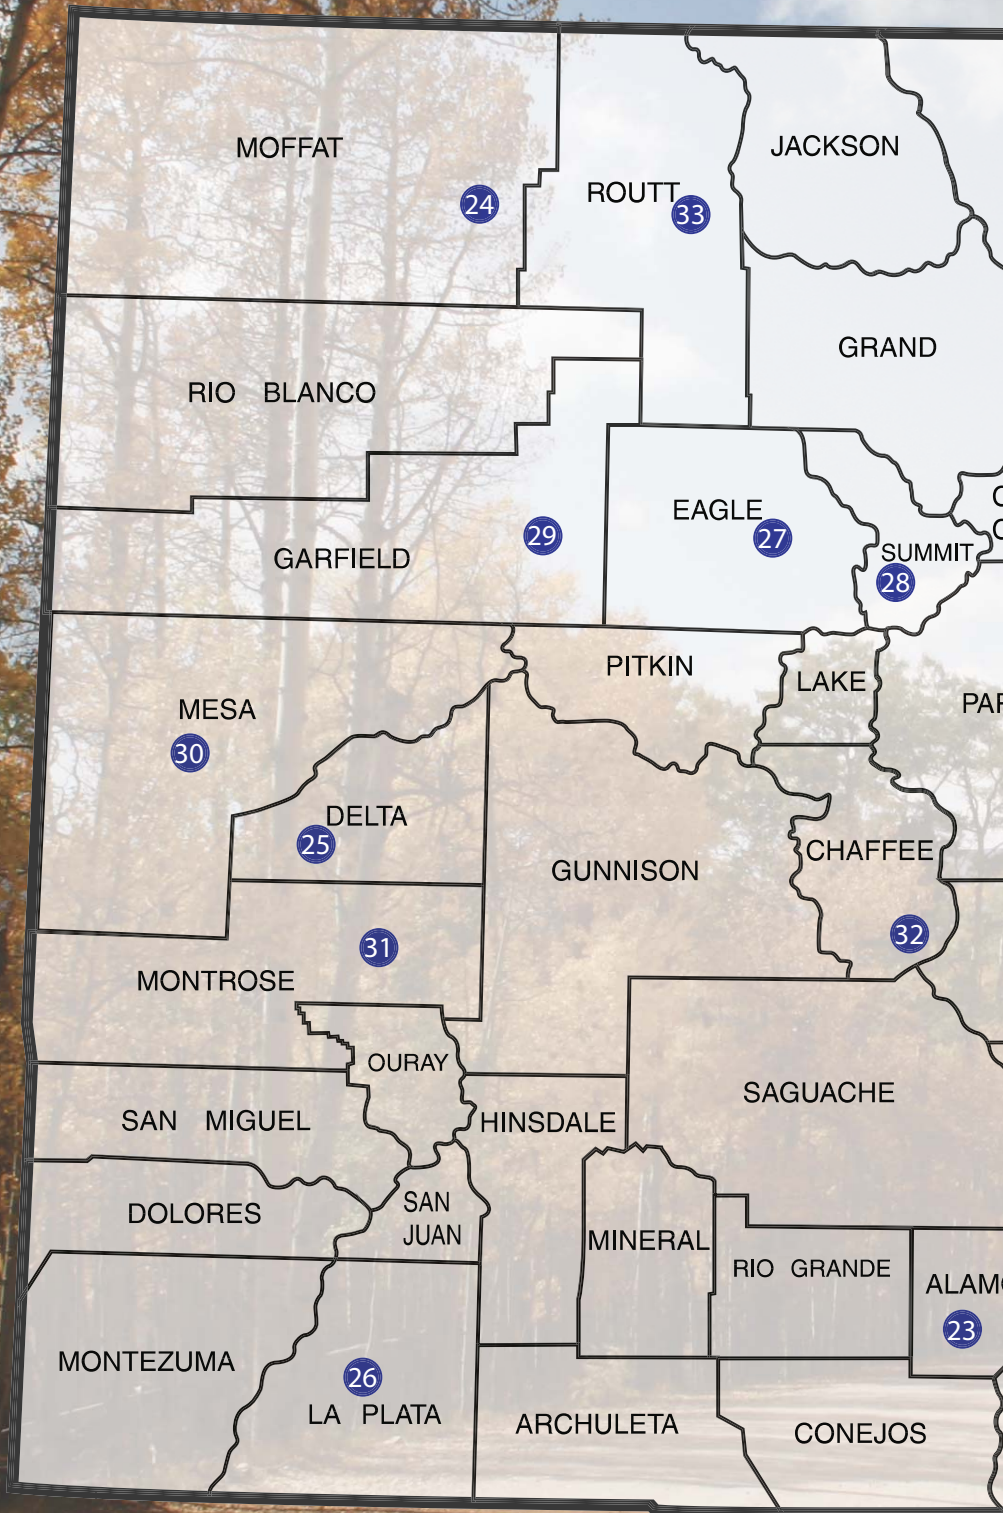 MOFFAT
JACKSON
24
ROUTT
33
GRAND
RIO BLANCO
EAGLE
27
29
GARFIELD
SUMMIT
28
PITKIN
LAKE
MESA
30
DELTA
25
GUNNISON
CHAFFEE
32
31
MONTROSE
OURAY
SAGUACHE
SAN MIGUEL
HINSDALE
DOLORES
SAN
JUAN
MINERAL
RIO GRANDE
23
MONTEZUMA
26
LA PLATA
ARCHULETA
CONEJOS